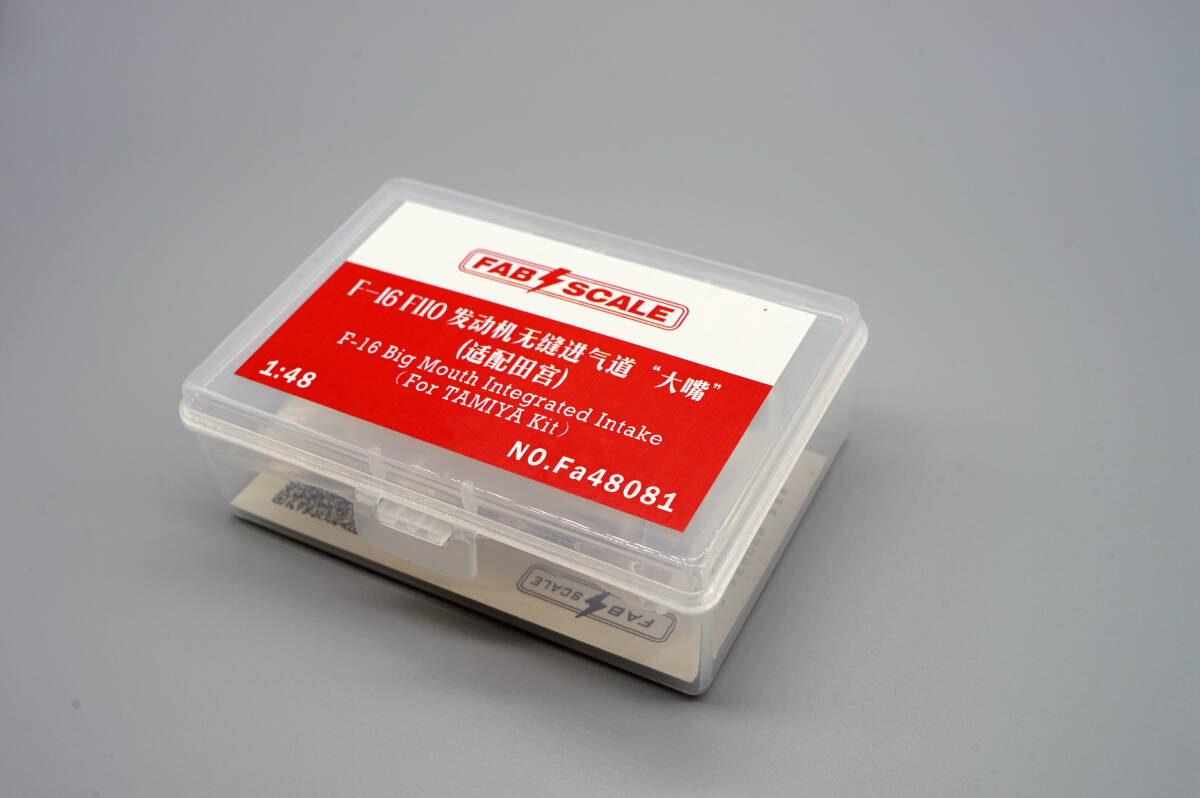 FAB SCALE
F-16 F110 发动机无缝进气道 “大嘴”
(适配田宫)
F-16 Big Mouth Integrated Intake
(For TAMIYA Kit)
1:48
NO.Fa48081
FAB SCALE